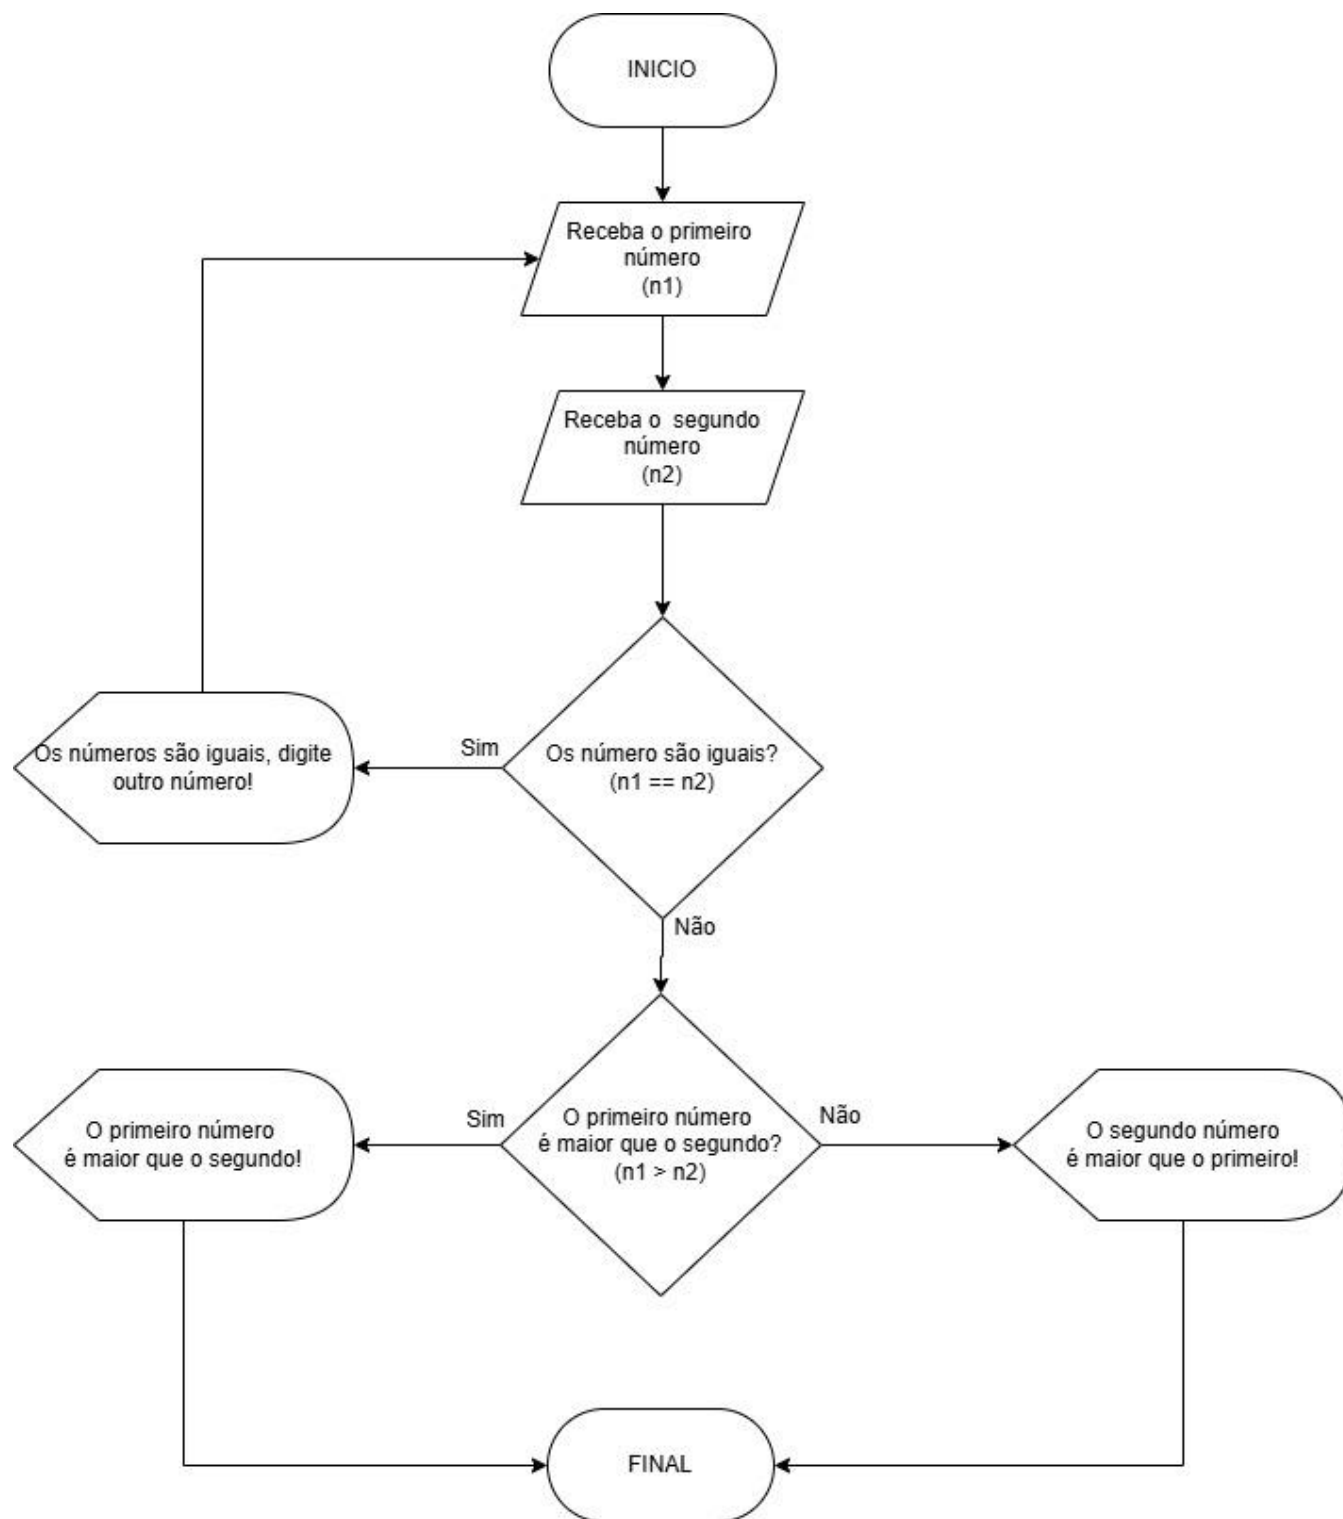 INICIO
Receba o primeiro
número
(n1)
Receba o  segundo
número
(n2)
Os número são iguais?
(n1 == n2)
Sim
Os números são iguais, digite
outro número!
Não
O primeiro número
é maior que o segundo?
(n1 > n2)
Sim
O primeiro número
é maior que o segundo!
Não
O segundo número
é maior que o primeiro!
FINAL